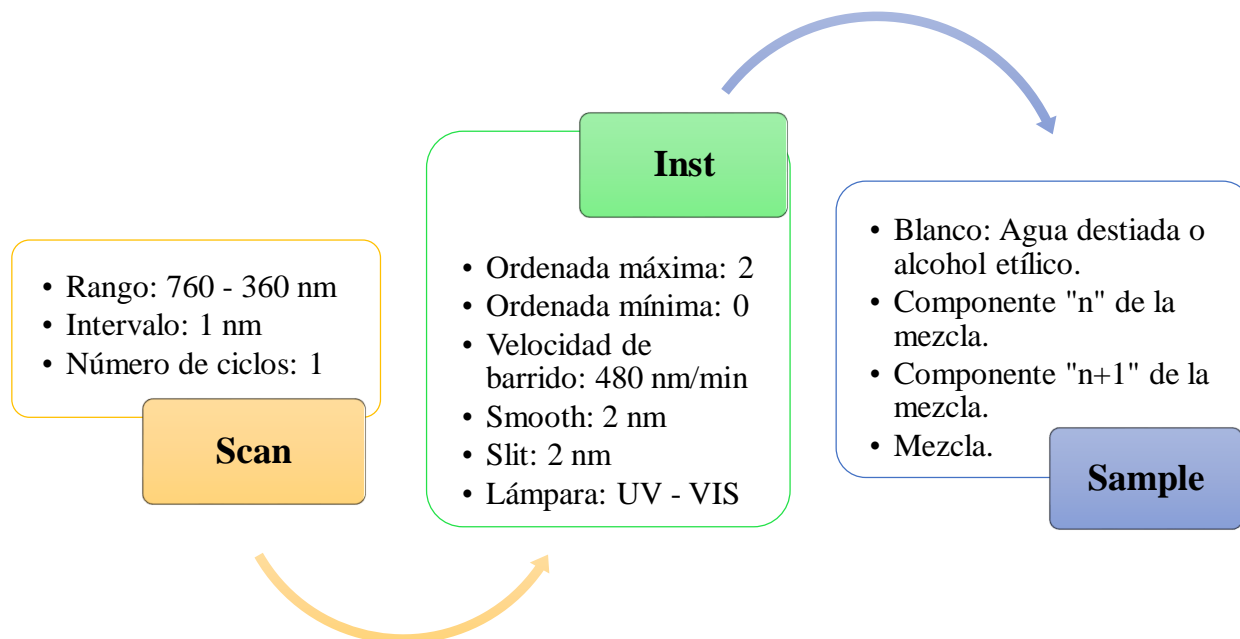 • Rango: 760 - 360 nm
• Intervalo: 1 nm
• Número de ciclos: 1
Scan
Inst
• Ordenada máxima: 2
• Ordenada mínima: 0
• Velocidad de
barrido: 480 nm/min
• Smooth: 2 nm
• Slit: 2 nm
• Lámpara: UV - VIS
• Blanco: Agua destiada o
alcohol etílico.
• Componente "n" de la
mezcla.
• Componente "n+1" de la
mezcla.
• Mezcla.
Sample